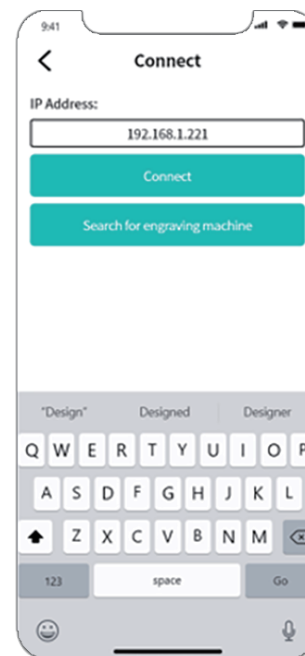 9:41
Connect
IP Address:
192.168.1.221
Connect
Search for engraving machine
"Design" Designed Designer
Q W E R T Y U I O P
A S D F G H J K L
Z X C V B N M
123 space Go